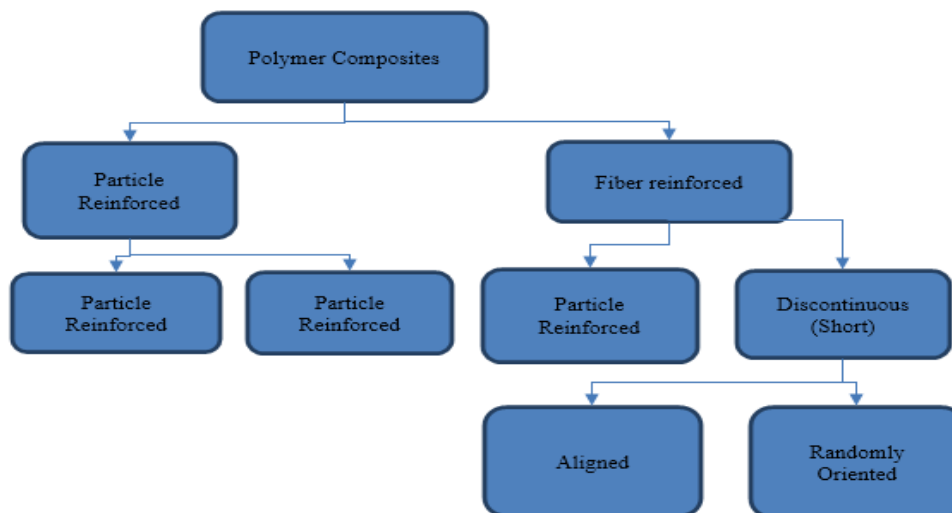 Polymer Composites
Particle
Reinforced
Fiber reinforced
Particle
Reinforced
Particle
Reinforced
Particle
Reinforced
Discontinuous
(Short)
Aligned
Randomly
Oriented